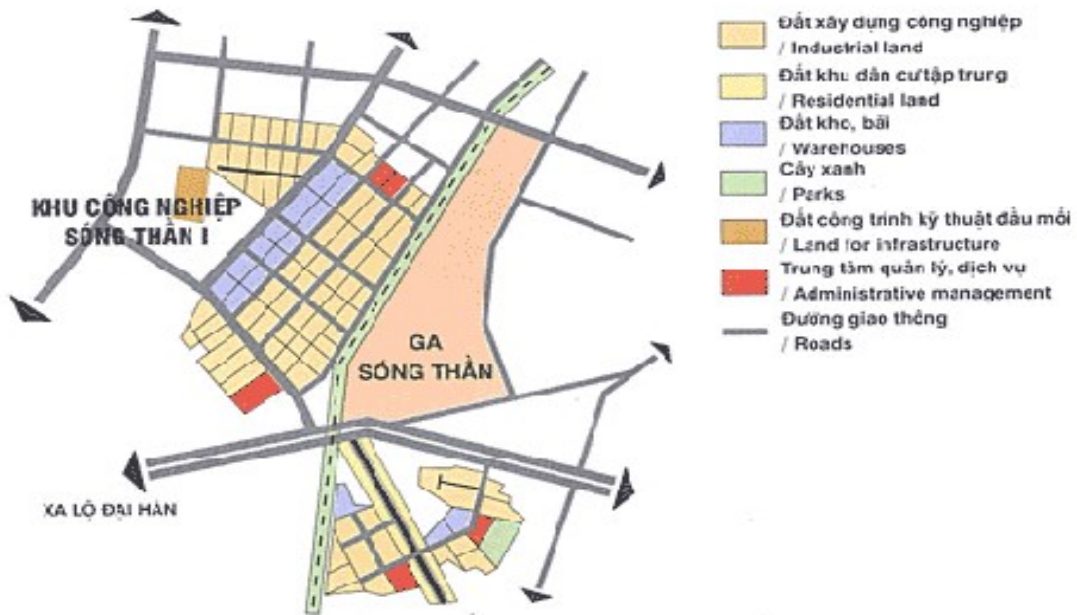 KHU CÔNG NGHIỆP
SÓNG THẦN I
GA
SÓNG THẦN
XA LỘ ĐẠI HÀN
Đất xây dụng công nghiệp
/ Industrial land
Đất khu dân cư tập trung
/ Residential land
Đất kho, bãi
/ Warehouses
Cây xanh
/ Parks
Đất công trình kỹ thuật đầu mối
/ Land for infrastructure
Trung tâm quản lý, dịch vụ
/ Administrative management
Đường giao thông
/ Roads